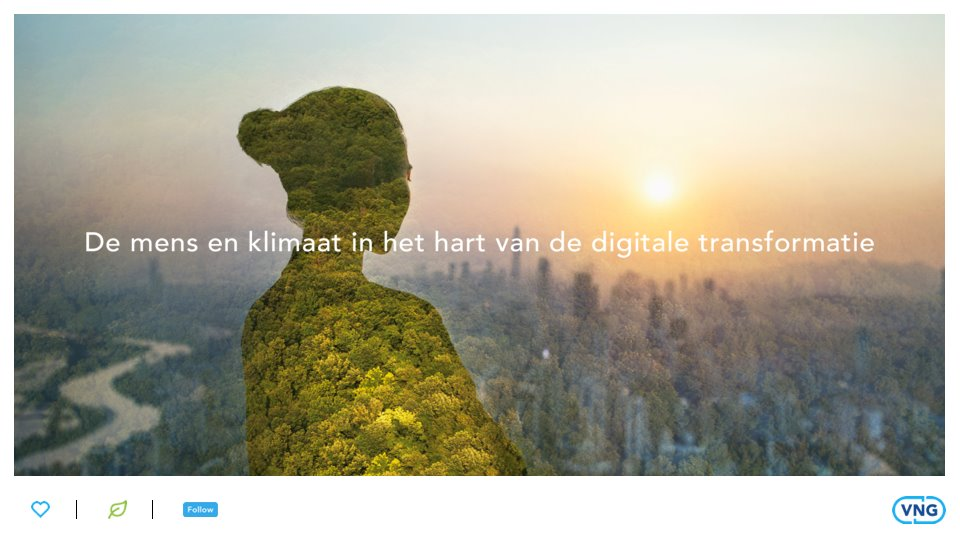 De mens en klimaat in het hart van de digitale transformatie
Follow
VNG